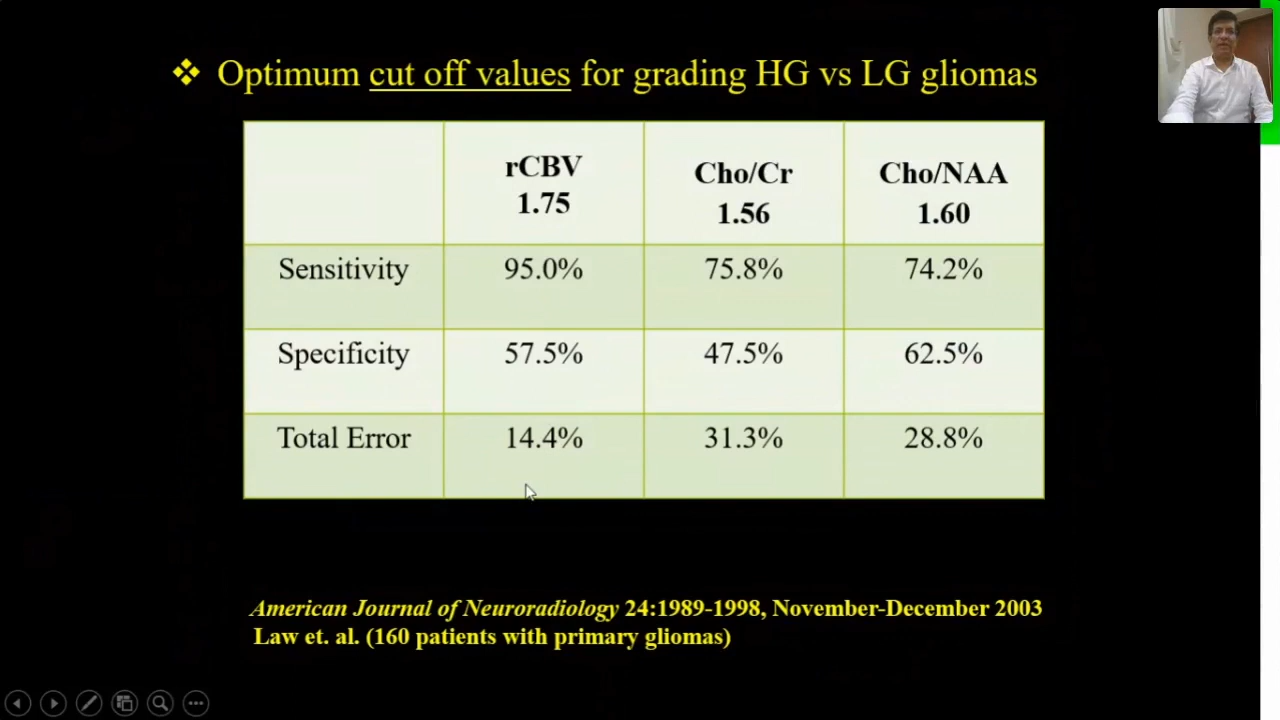 ❖ Optimum cut off values for grading HG vs LG gliomas
rCBV Cho/Cr Cho/NAA
1.75 1.56 1.60
Sensitivity 95.0% 75.8% 74.2%
Specificity 57.5% 47.5% 62.5%
Total Error 14.4% 31.3% 28.8%
American Journal of Neuroradiology 24:1989-1998, November-December 2003
Law et. al. (160 patients with primary gliomas)